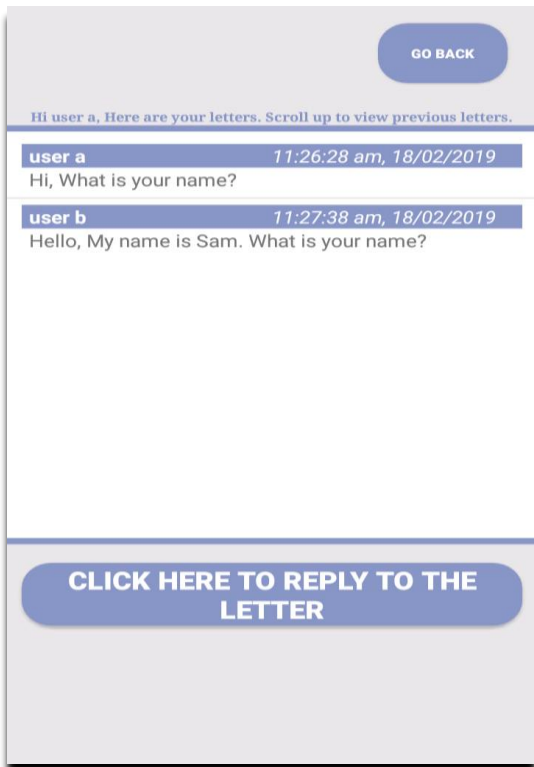 GO BACK
Hi user a, Here are your letters. Scroll up to view previous letters.
user a 11:26:28 am, 18/02/2019
Hi, What is your name?
user b 11:27:38 am, 18/02/2019
Hello, My name is Sam. What is your name?
CLICK HERE TO REPLY TO THE
LETTER